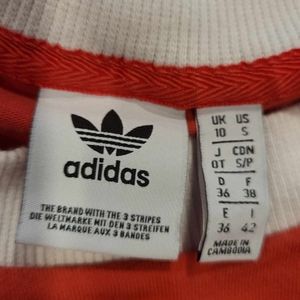 adidas
THE BRAND WITH THE 3 STRIPES
DIE WELTMARKE MIT DEN 3 STREIFEN
LA MARQUE AUX 3 BANDES
UK US
10 S
J CDN
OT S/P
D F
36 38
E I
36 42
MADE IN
CAMBODIA